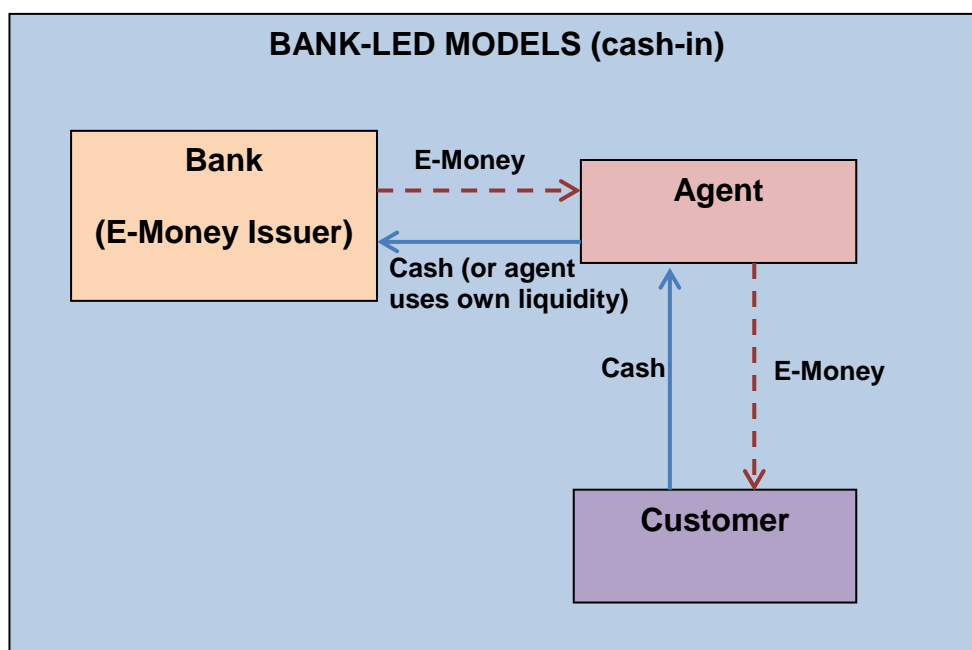 BANK-LED MODELS (cash-in)
Bank
(E-Money Issuer)
E-Money
Agent
Cash (or agent
uses own liquidity)
Cash
E-Money
Customer